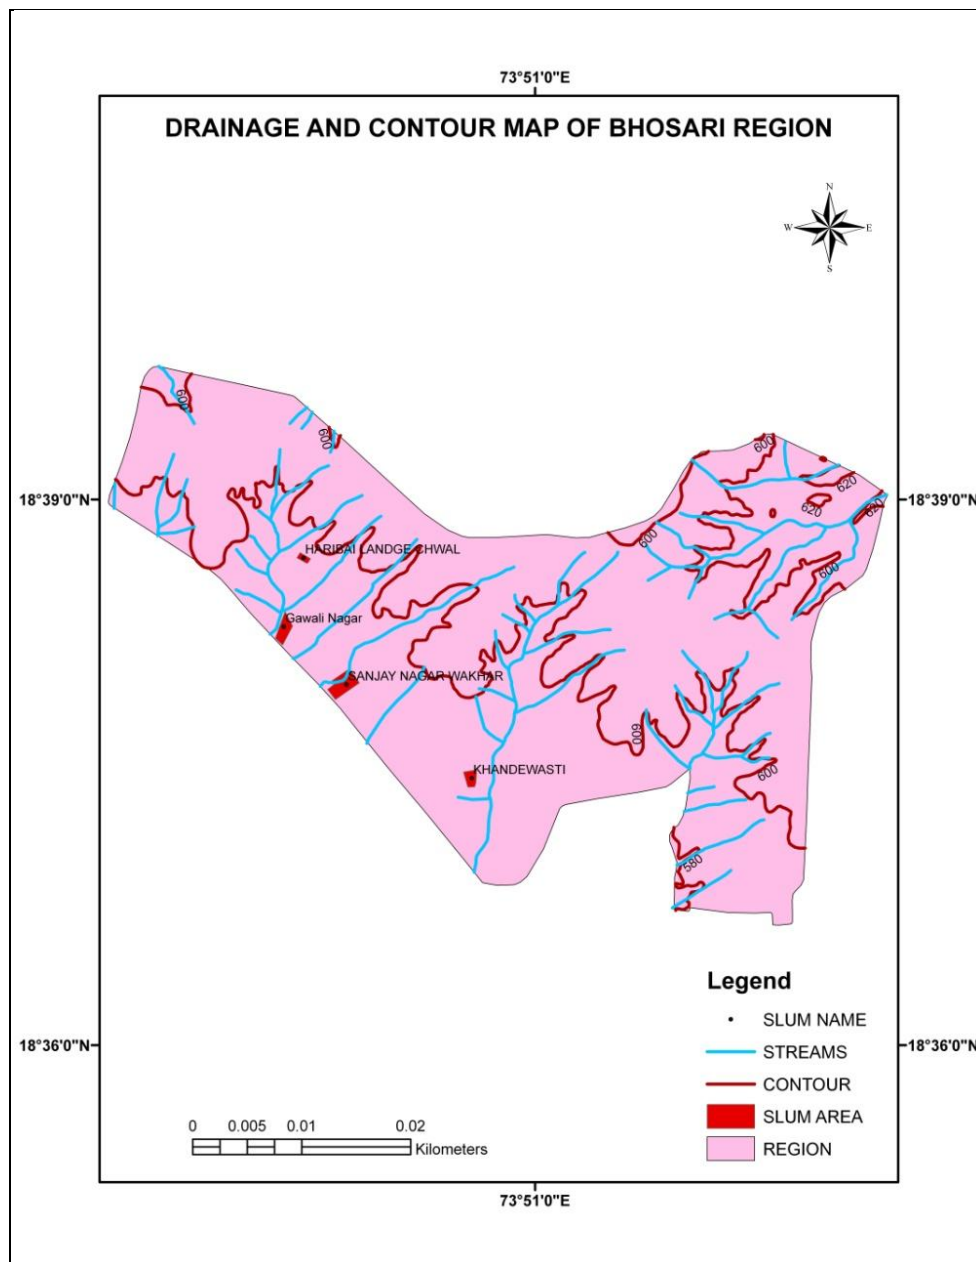 73°51'0"E
DRAINAGE AND CONTOUR MAP OF BHOSARI REGION
N
W E
S
600
600
600
620
18°39'0"N 18°39'0"N
620
620
600
HARIBAI LANDGE CHWAL
600
Gawali Nagar
SANJAY NAGAR WAKHAR
600
KHANDEWASTI
600
580
Legend
SLUM NAME
18°36'0"N 18°36'0"N
STREAMS
CONTOUR
SLUM AREA
0 0.005 0.01 0.02
Kilometers
REGION
73°51'0"E